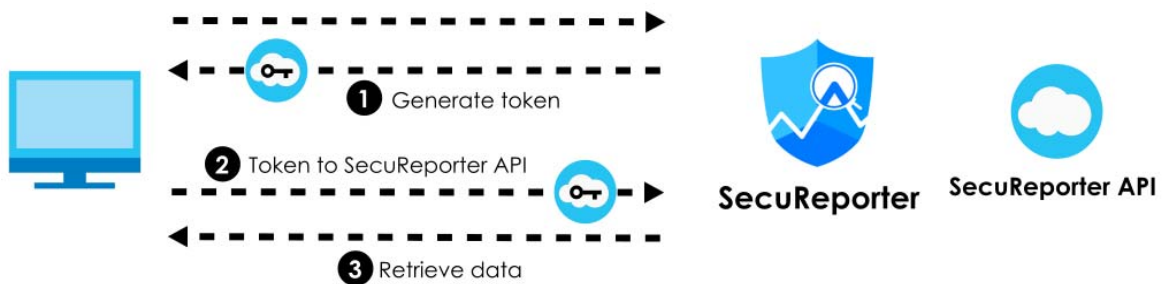 1 Generate token
2 Token to SecuReporter API
SecuReporter
SecuReporter API
3 Retrieve data